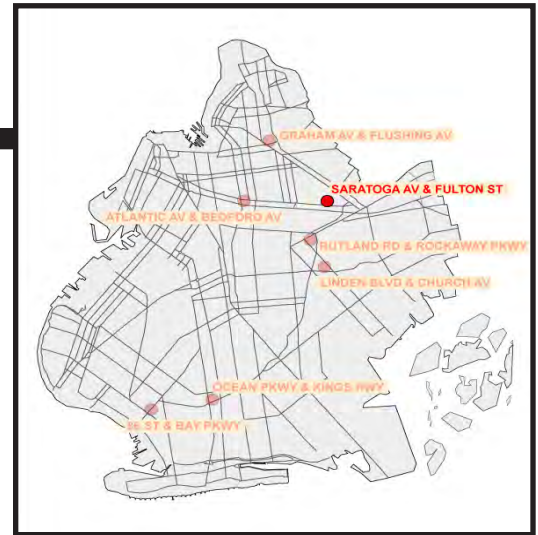 GRAHAM AV & FLUSHING AV
SARATOGA AV & FULTON ST
ATLANTIC AV & BEDFORD AV
RUTLAND RD & ROCKAWAY PKWY
LINDEN BLVD & CHURCH AV
OCEAN PKWY & KINGS HWY
86 ST & BAY PKWY